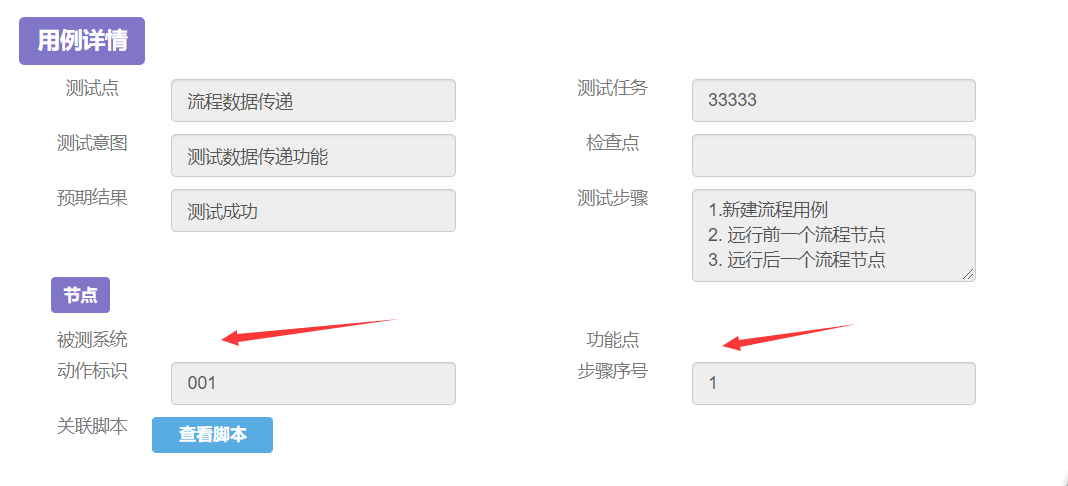 用例详情
测试点
流程数据传递
测试任务
33333
测试意图
测试数据传递功能
检查点
预期结果
测试成功
测试步骤
1.新建流程用例
2. 远行前一个流程节点
3. 远行后一个流程节点
节点
被测系统
功能点
动作标识
001
步骤序号
1
关联脚本
查看脚本